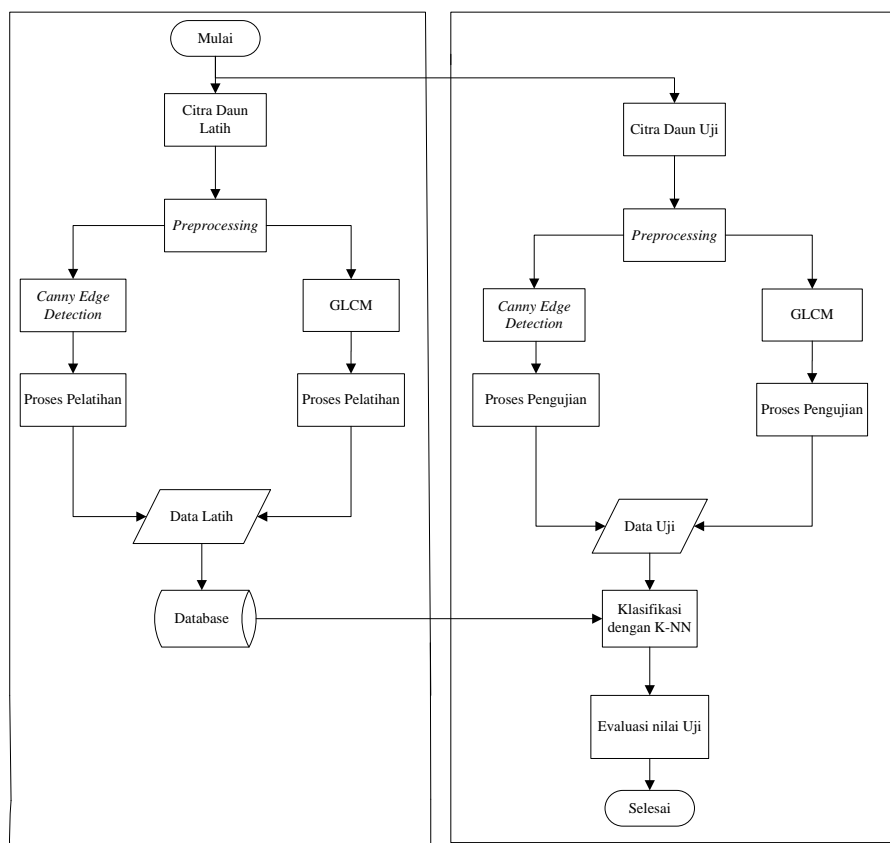 Mulai
Citra Daun
Latih
Preprocessing
Canny Edge
Detection
GLCM
Proses Pelatihan
Proses Pelatihan
Data Latih
Database
Citra Daun Uji
Preprocessing
Canny Edge
Detection
GLCM
Proses Pengujian
Proses Pengujian
Data Uji
Klasifikasi
dengan K-NN
Evaluasi nilai Uji
Selesai